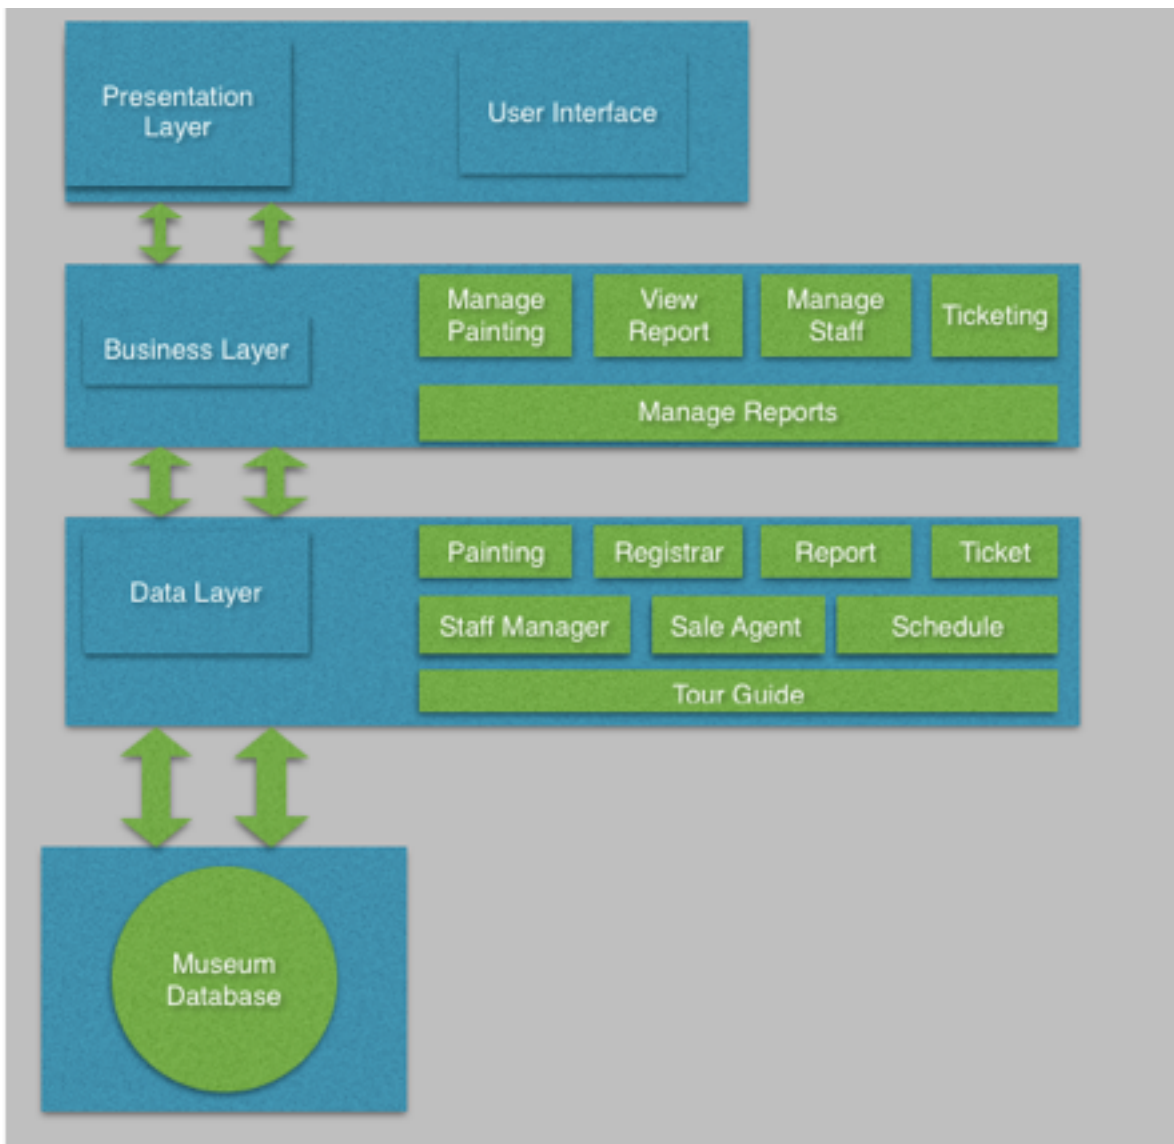 Presentation
Layer
User Interface
Business Layer
Manage
Painting
View
Report
Manage
Staff
Ticketing
Manage Reports
Data Layer
Painting
Registrar
Report
Ticket
Staff Manager
Sale Agent
Schedule
Tour Guide
Museum
Database